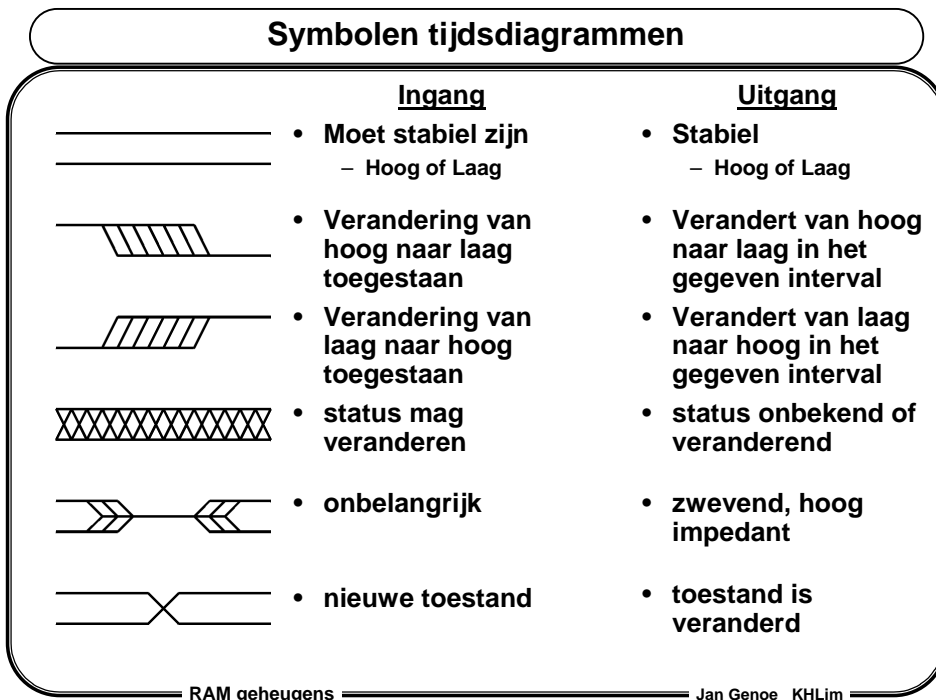 Symbolen tijdsdiagrammen
Ingang
Uitgang
• Moet stabiel zijn
– Hoog of Laag
• Stabiel
– Hoog of Laag
• Verandering van
hoog naar laag
toegestaan
• Verandert van hoog
naar laag in het
gegeven interval
• Verandering van
laag naar hoog
toegestaan
• Verandert van laag
naar hoog in het
gegeven interval
• status mag
veranderen
• status onbekend of
veranderend
• onbelangrijk
• zwevend, hoog
impedant
• nieuwe toestand
• toestand is
veranderd
RAM geheugens
Jan Genoe KHLim